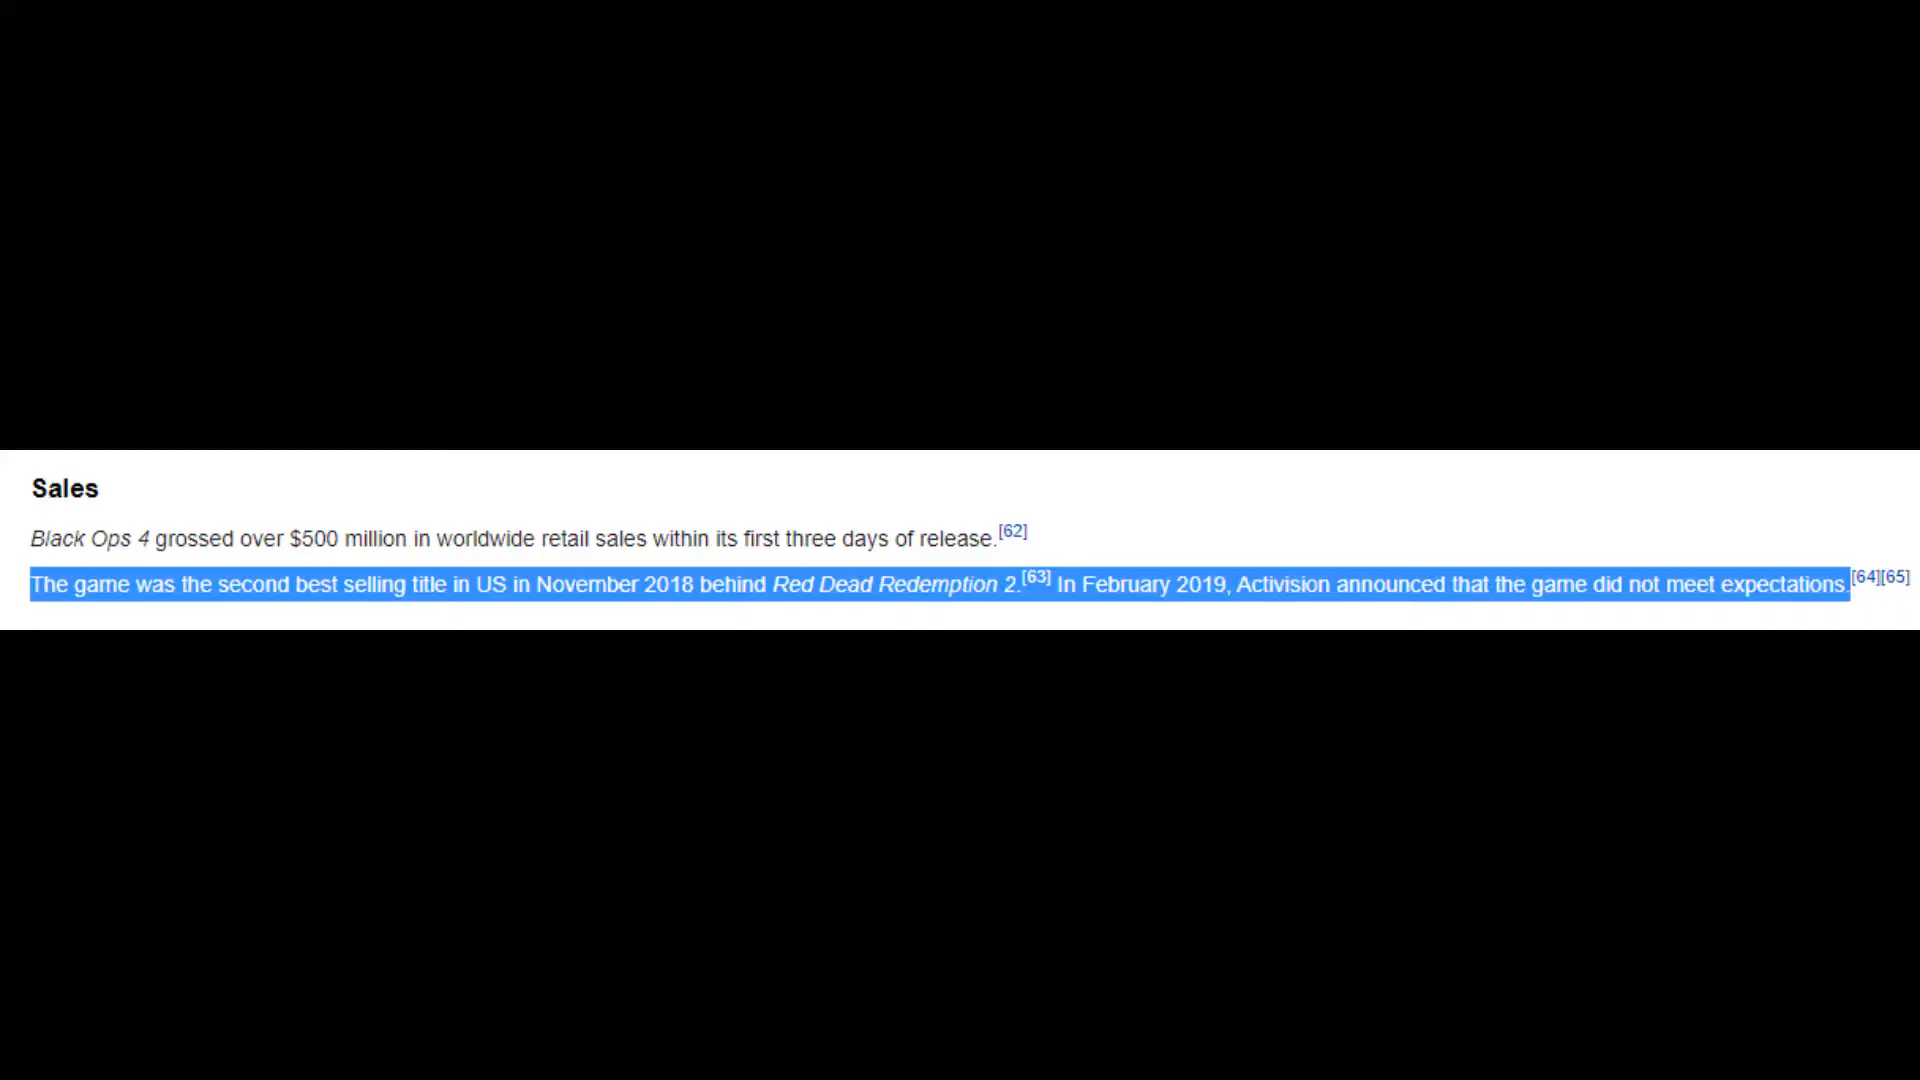 Sales
Black Ops 4 grossed over $500 million in worldwide retail sales within its first three days of release.[62]
The game was the second best selling title in US in November 2018 behind Red Dead Redemption 2.[63] In February 2019, Activision announced that the game did not meet expectations.[64][65]